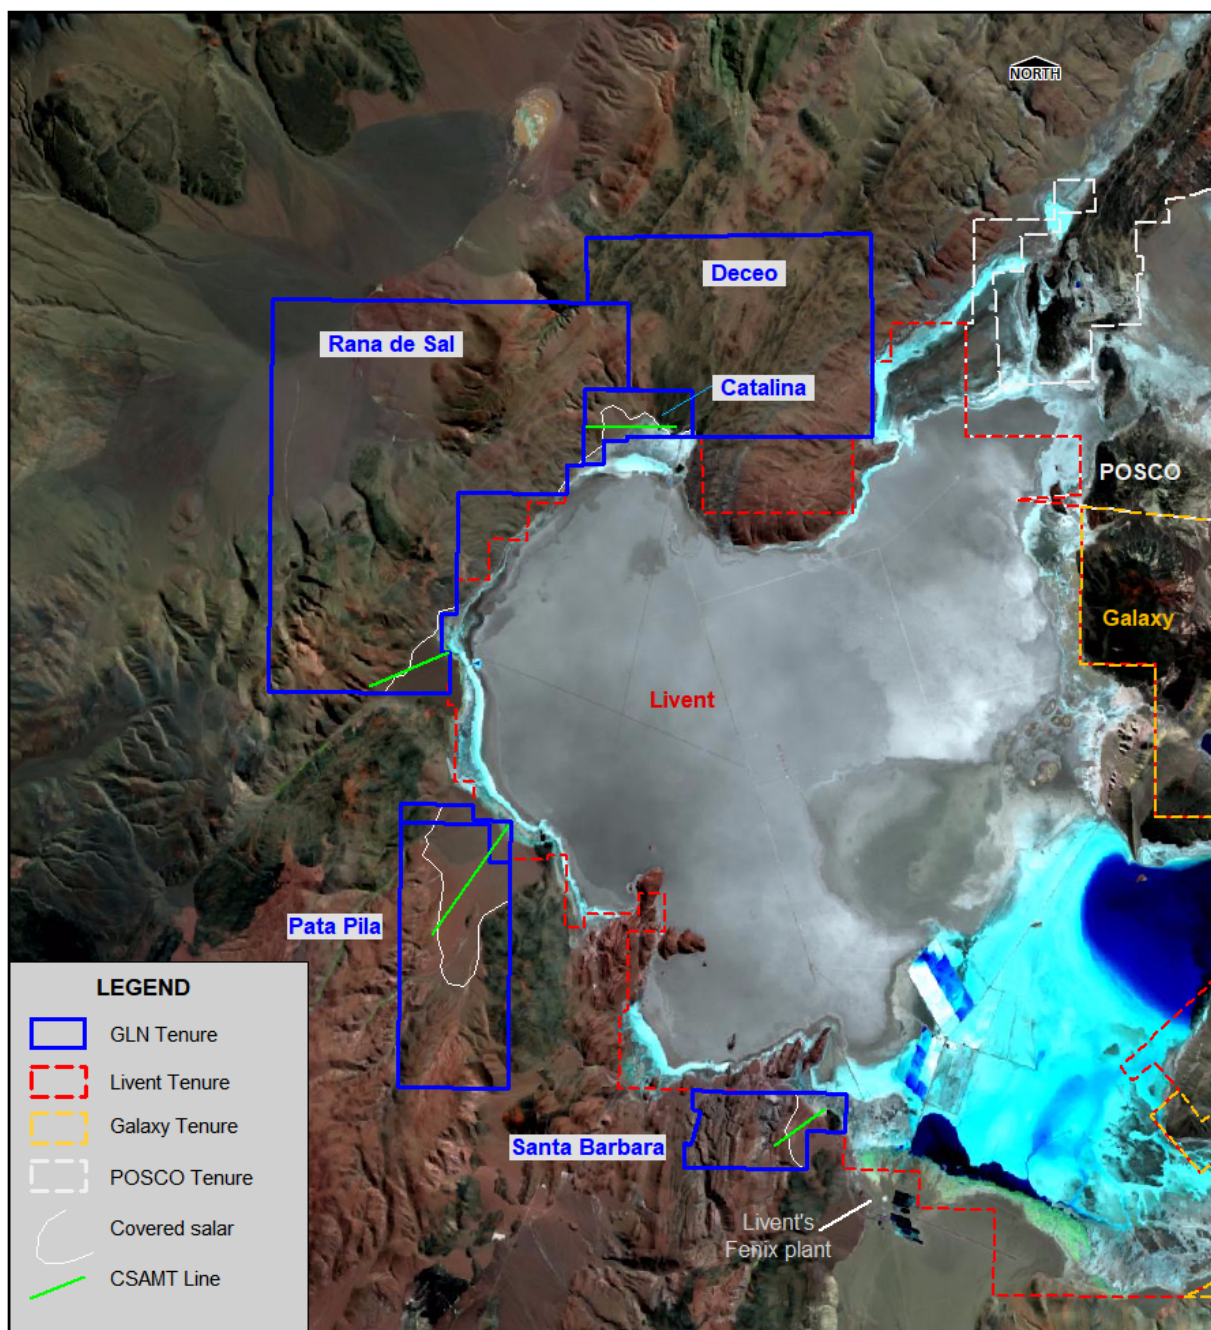 NORTH
Deceo
Rana de Sal
Catalina
POSCO
Galaxy
Livent
Pata Pila
Santa Barbara
Livent's
Fenix plant
LEGEND
GLN Tenure
Livent Tenure
Galaxy Tenure
POSCO Tenure
Covered salar
CSAMT Line